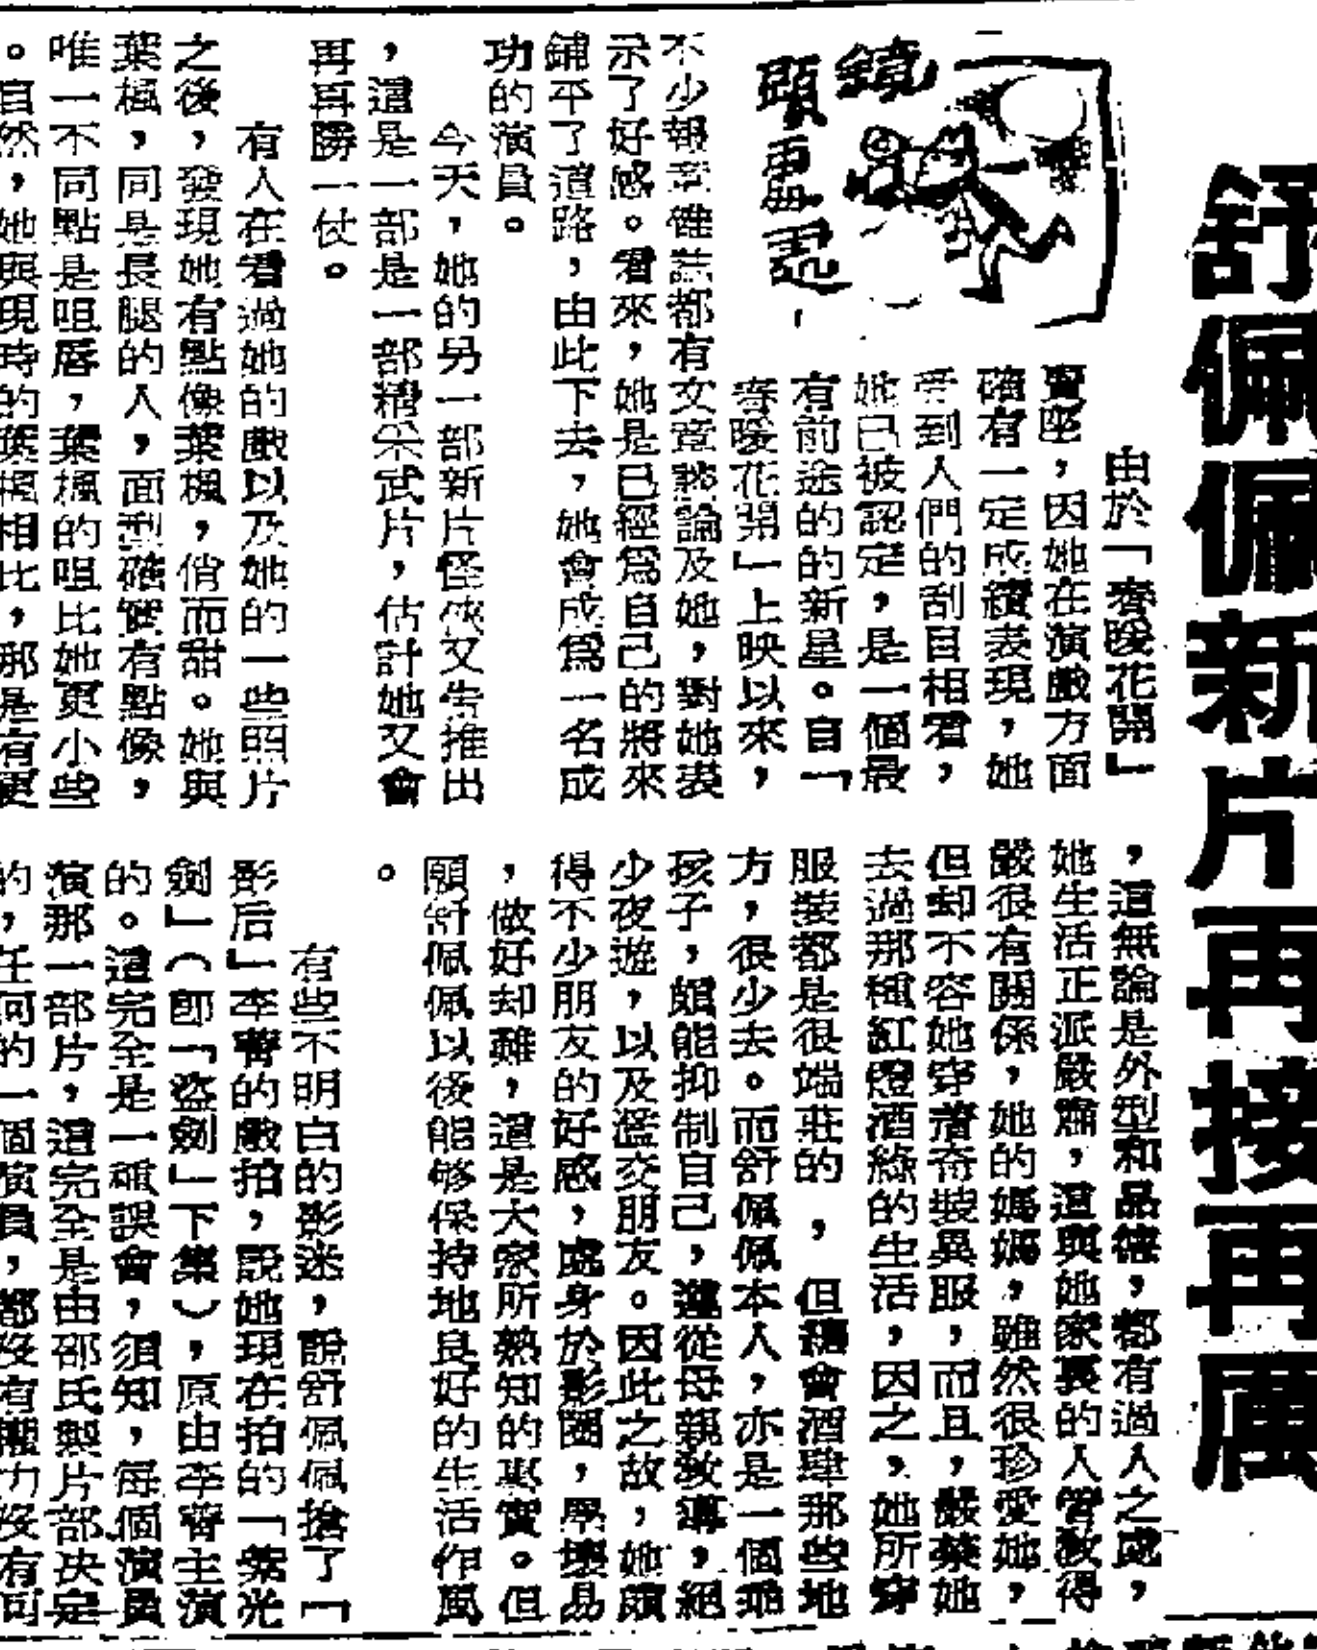 舒佩佩新片再接再厲
鏡頭畫記
由於「春暖花開」
賣座，因她在演戲方面
確有一定成績表現，她
受到人們的刮目相看，
她已被認定，是一個最
有前途的的新星。自「
春暖花開」上映以來，
不少報章雜誌都有文章談論及她，對她表
示了好感。看來，她是已經爲自己的將來
鋪平了道路，由此下去，她會成爲一名成
功的演員。
今天，她的另一部新片怪俠又告推出
，這是一部是一部精采武片，估計她又會
再再勝一仗。
有人在看過她的戲以及她的一些照片
之後，發現她有點像葉楓，俏而甜。她與
葉楓，同是長腿的人，面型確實有點像，
唯一不同點是咀唇，葉楓的咀比她更小些
。自然，她與現時的葉楓相比，那是有更
，這無論是外型和品德，都有過人之處，
她生活正派嚴肅，這與她家裏的人管教得
嚴很有關係，她的媽媽，雖然很珍愛她，
但却不容她穿着奇裝異服，而且，嚴禁她
去過那種紅燈酒綠的生活，因之，她所穿
服裝都是很端莊的，但舞會酒肆那些地
方，很少去。而舒佩佩本人，亦是一個乖
孩子，頗能抑制自己，遵從母親教導，絕
少夜遊，以及濫交朋友。因此之故，她頗
得不少朋友的好感，處身於影圈，學壞易
，做好却難，這是大家所熟知的事實。但
願舒佩佩以後能够保持地良好的生活作風
。
有些不明白的影迷，說舒佩佩搶了「
影后」李菁的戲拍，說她現在拍的「紫光
劍」（即「盜劍」下集），原由李菁主演
的。這完全是一種誤會，須知，每個演員
演那一部片，這完全是由邵氏製片部決定
的，任何的一個演員，都沒有權力沒有可